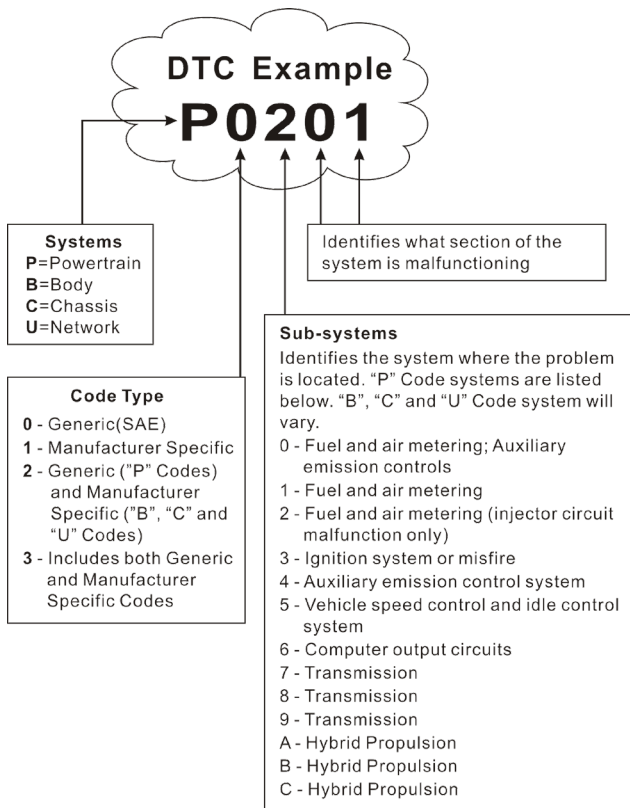 DTC Example
P0201
Systems
P=Powertrain
B=Body
C=Chassis
U=Network
Identifies what section of the
system is malfunctioning
Code Type
0 - Generic(SAE)
1 - Manufacturer Specific
2 - Generic ("P" Codes)
and Manufacturer
Specific ("B", "C" and
"U" Codes)
3 - Includes both Generic
and Manufacturer
Specific Codes
Sub-systems
Identifies the system where the problem
is located. "P" Code systems are listed
below. "B", "C" and "U" Code system will
vary.
0 - Fuel and air metering; Auxiliary
emission controls
1 - Fuel and air metering
2 - Fuel and air metering (injector circuit
malfunction only)
3 - Ignition system or misfire
4 - Auxiliary emission control system
5 - Vehicle speed control and idle control
system
6 - Computer output circuits
7 - Transmission
8 - Transmission
9 - Transmission
A - Hybrid Propulsion
B - Hybrid Propulsion
C - Hybrid Propulsion